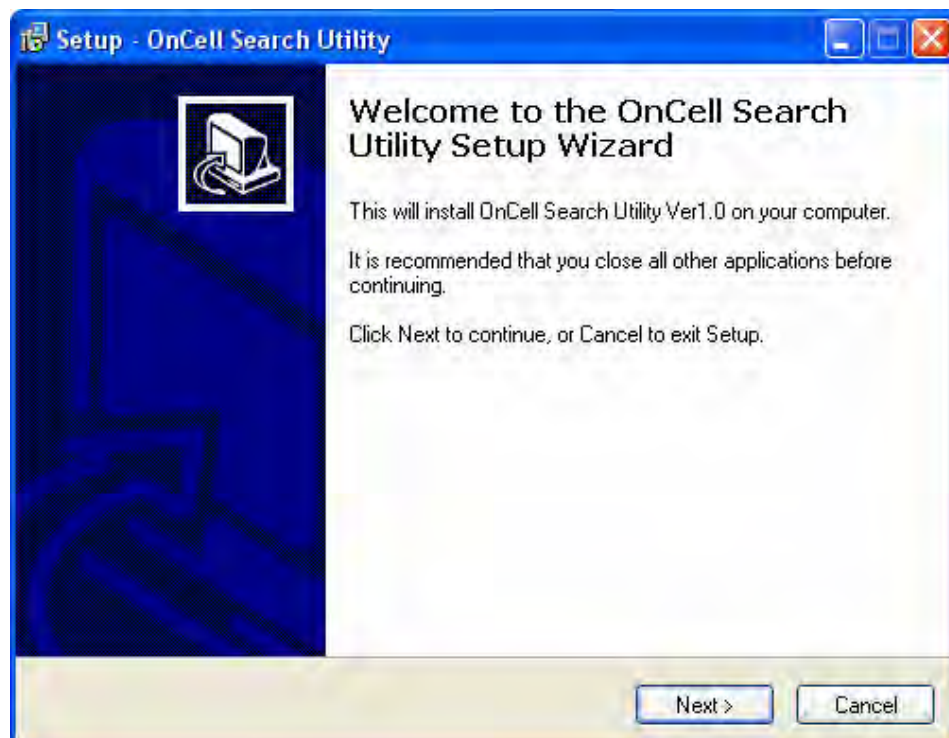 Setup - OnCell Search Utility
Welcome to the OnCell Search
Utility Setup Wizard
This will install OnCell Search Utility Ver1.0 on your computer.
It is recommended that you close all other applications before
continuing.
Click Next to continue, or Cancel to exit Setup.
Next >
Cancel